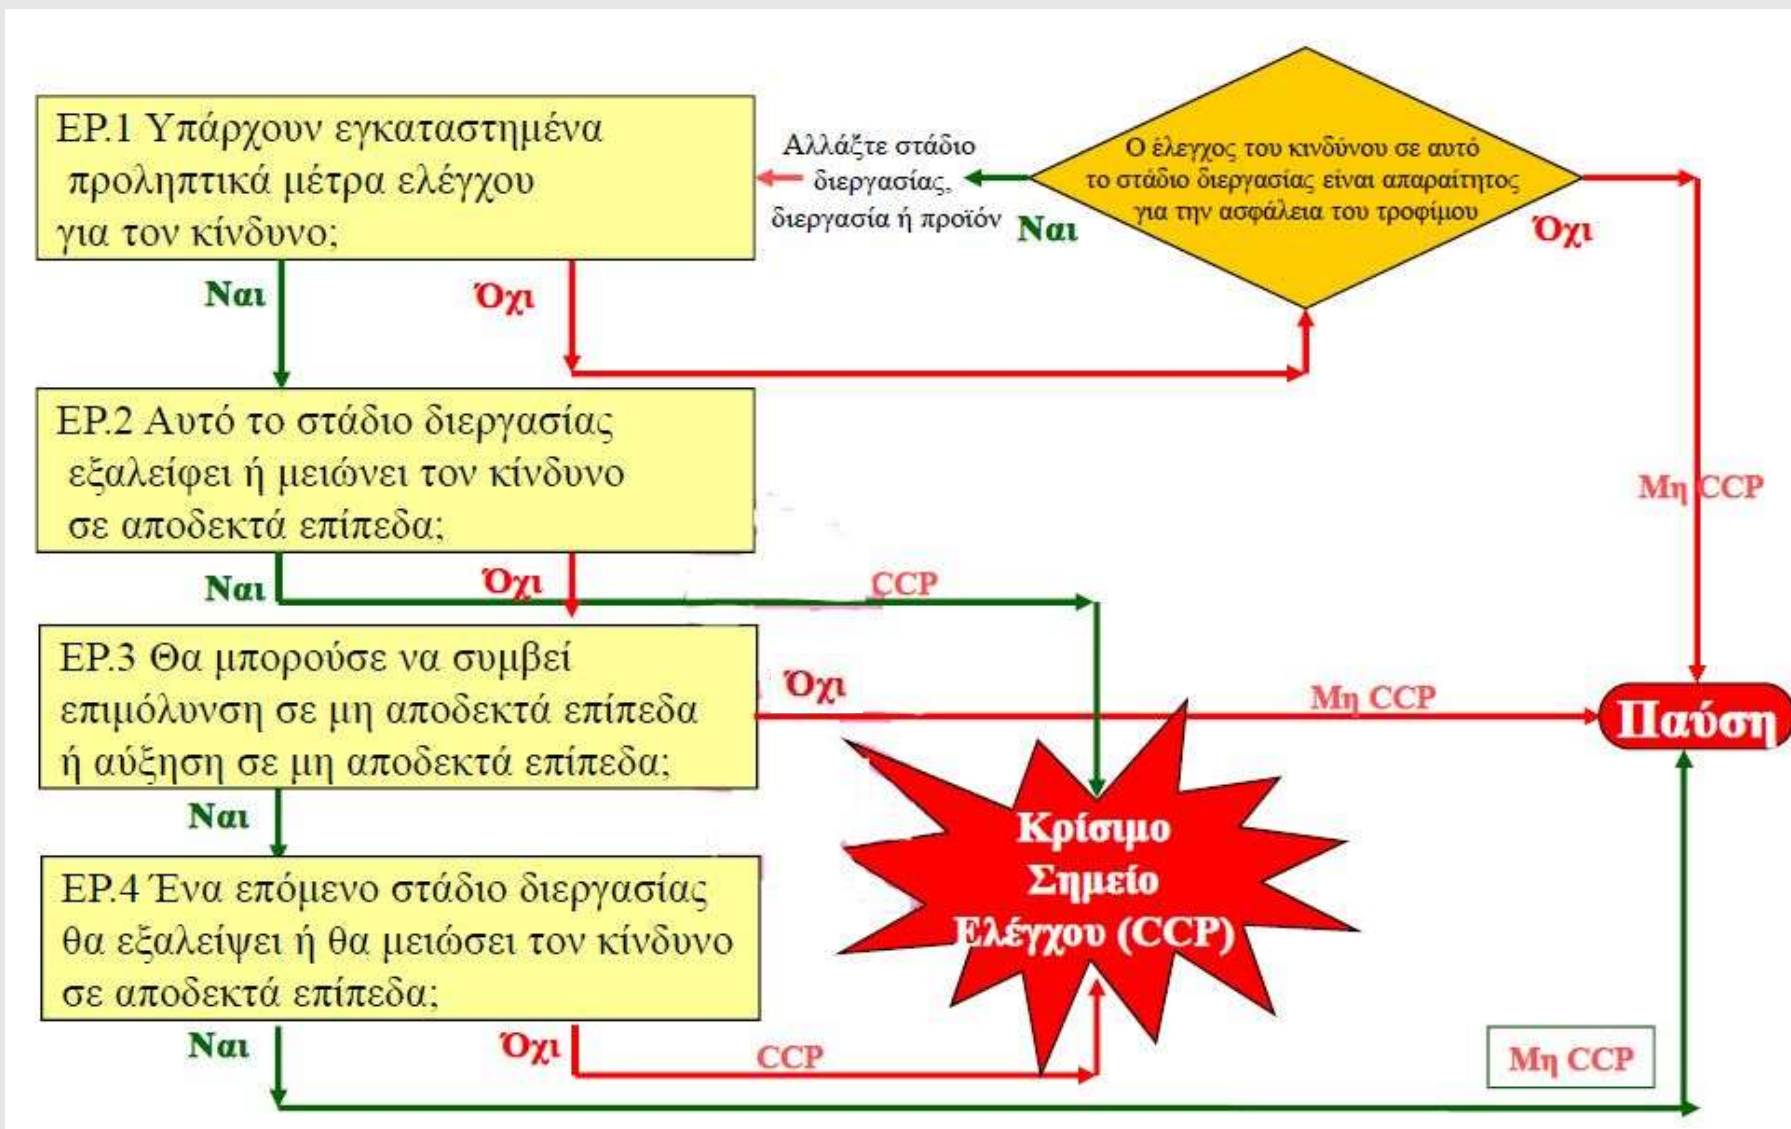 ΕΡ.1 Υπάρχουν εγκαταστημένα
προληπτικά μέτρα ελέγχου
για τον κίνδυνο;
Αλλάξτε στάδιο
διεργασίας,
διεργασία ή προϊόν
Ναι
Ο έλεγχος του κινδύνου σε αυτό
το στάδιο διεργασίας είναι απαραίτητος
για την ασφάλεια του τροφίμου
Όχι
Ναι
Όχι
ΕΡ.2 Αυτό το στάδιο διεργασίας
εξαλείφει ή μειώνει τον κίνδυνο
σε αποδεκτά επίπεδα;
Μη CCP
Ναι
Όχι
CCP
ΕΡ.3 Θα μπορούσε να συμβεί
επιμόλυνση σε μη αποδεκτά επίπεδα
ή αύξηση σε μη αποδεκτά επίπεδα;
Όχι
Μη CCP
Παύση
Ναι
Κρίσιμο
Σημείο
Ελέγχου (CCP)
ΕΡ.4 Ένα επόμενο στάδιο διεργασίας
θα εξαλείψει ή θα μειώσει τον κίνδυνο
σε αποδεκτά επίπεδα;
Ναι
Όχι
CCP
Μη CCP